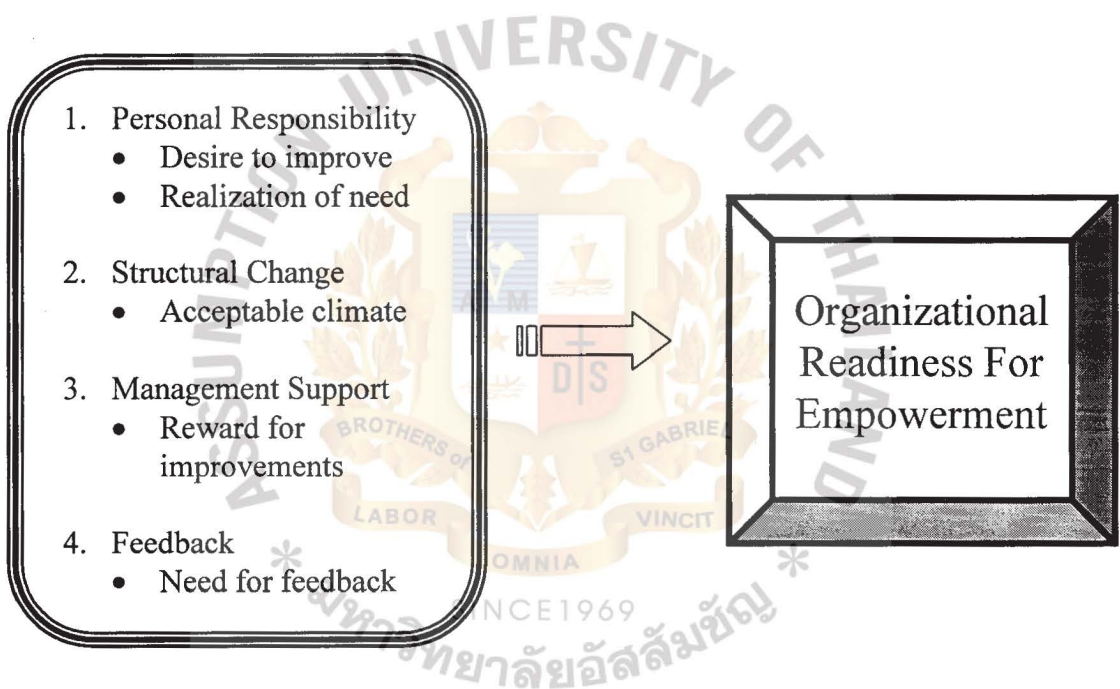 1. Personal Responsibility
• Desire to improve
• Realization of need
2. Structural Change
• Acceptable climate
3. Management Support
• Reward for
improvements
4. Feedback
• Need for feedback
Organizational
Readiness For
Empowerment
ASSUMPTION UNIVERSITY OF THAILAND
A M
D S
BROTHERS of
St GABRIEL
LABOR
OMNIA
VINCIT
SINCE1969
* มหาวิทยาลัยอัสสัมชัญ *